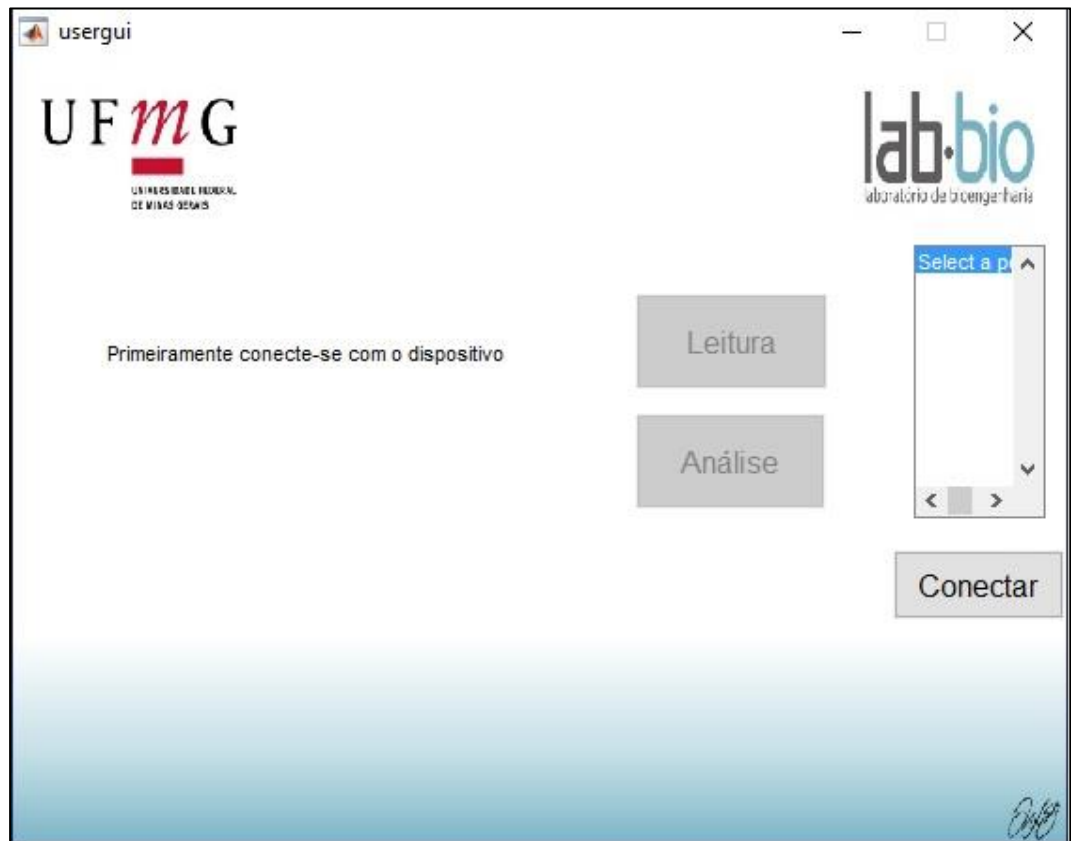 usergui
UFMG
UNIVERSIDADE FEDERAL
DE MINAS GERAIS
lab·bio
laboratório de bioengenharia
Select a p
Primeiramente conecte-se com o dispositivo
Leitura
Análise
Conectar